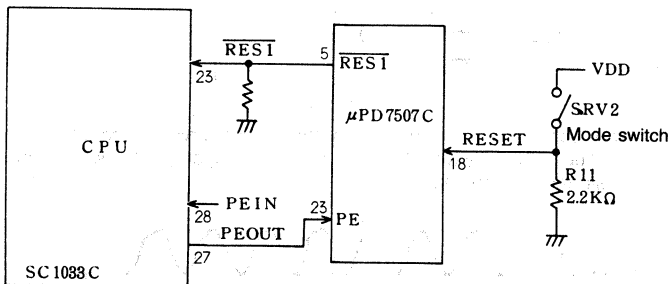 RES1
5
23
RES1
VDD
μPD7507C
SRV2
Mode switch
CPU
RESET
18
R11
2.2KΩ
PEIN
28
23
PE
PEOUT
27
SC1033C